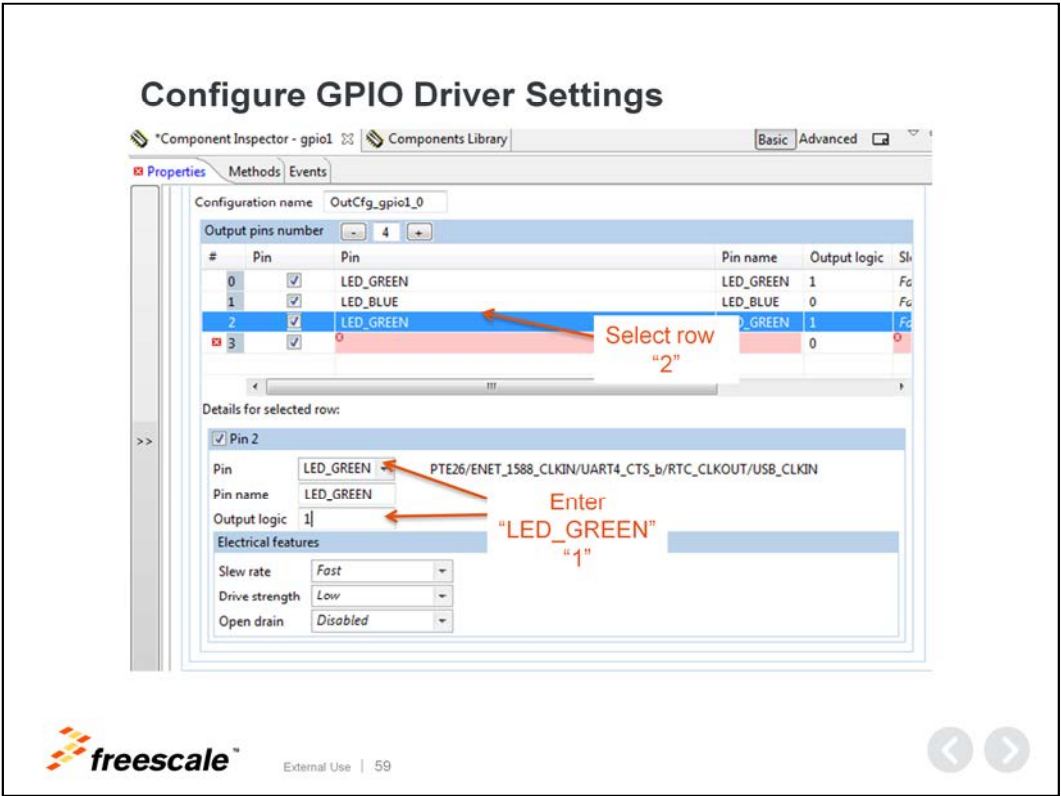 Configure GPIO Driver Settings
*Component Inspector - gpio1 Components Library Basic Advanced
Properties Methods Events
Configuration name OutCfg_gpio1_0
Output pins number - 4 +
# Pin Pin Pin name Output logic
0 LED_GREEN LED_GREEN 1
1 LED_BLUE LED_BLUE 0
2 LED_GREEN _GREEN 1
3 0
Select row
“2”
Details for selected row:
>>
Pin 2
Pin LED_GREEN PTE26/ENET_1588_CLKIN/UART4_CTS_b/RTC_CLKOUT/USB_CLKIN
Pin name LED_GREEN
Output logic 1
Enter
“LED_GREEN”
“1”
Electrical features
Slew rate Fast
Drive strength Low
Open drain Disabled
freescale™
External Use | 59